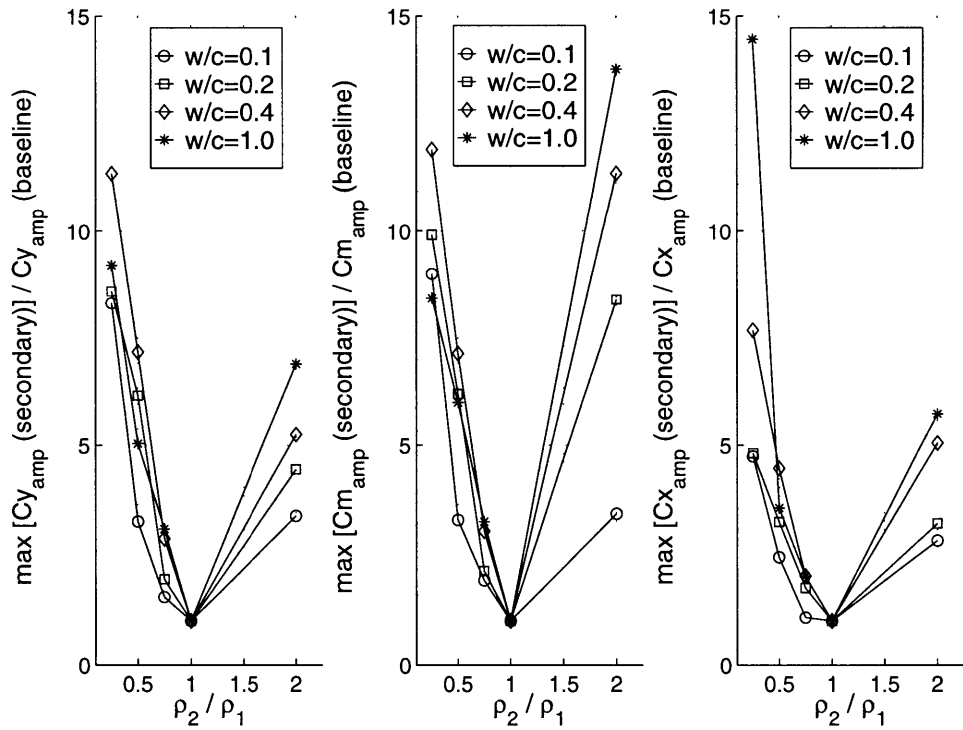 max [Cy_amp (secondary)] / Cy_amp (baseline)
15
10
5
0
w/c=0.1
w/c=0.2
w/c=0.4
w/c=1.0
0.5 1 1.5 2
ρ2 / ρ1
max [Cm_amp (secondary)] / Cm_amp (baseline)
15
10
5
0
w/c=0.1
w/c=0.2
w/c=0.4
w/c=1.0
0.5 1 1.5 2
ρ2 / ρ1
max [Cx_amp (secondary)] / Cx_amp (baseline)
15
10
5
0
w/c=0.1
w/c=0.2
w/c=0.4
w/c=1.0
0.5 1 1.5 2
ρ2 / ρ1